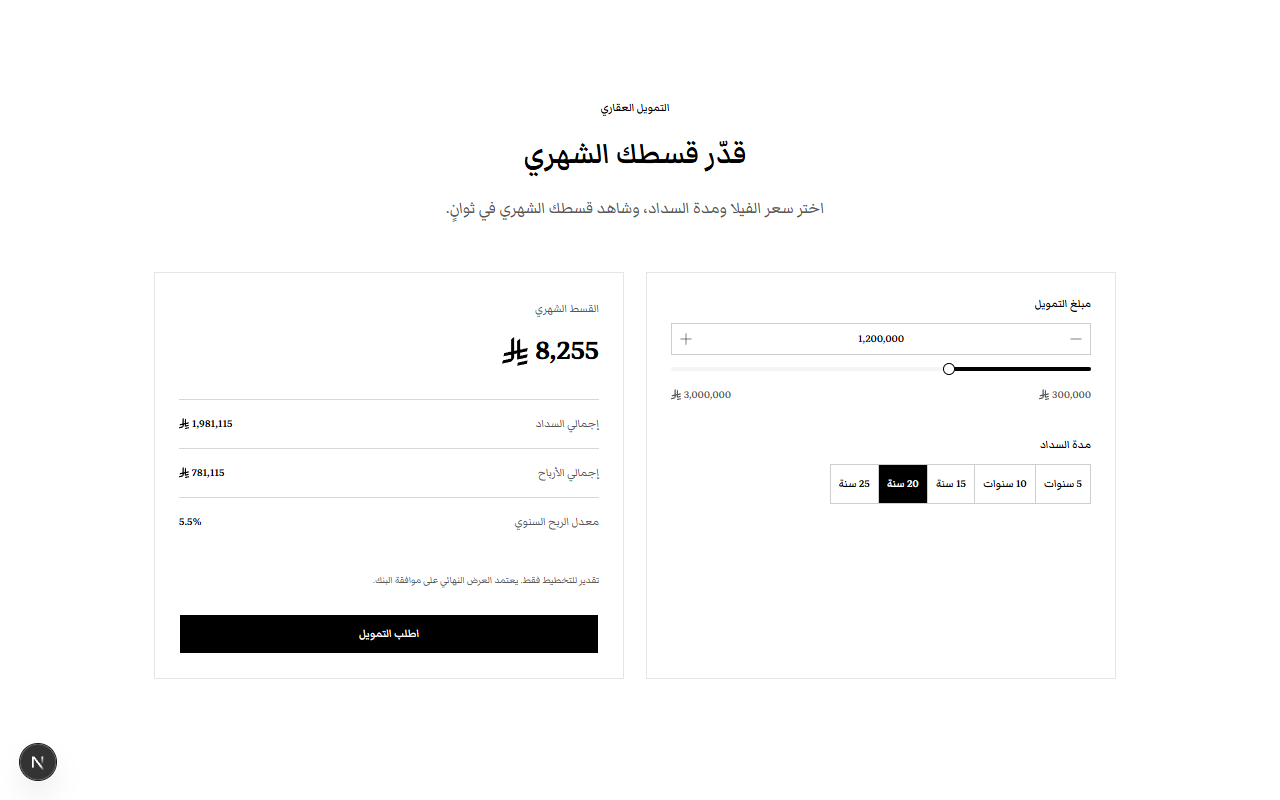 التمويل العقاري
قدّر قسطك الشهري
اختر سعر الفيلا ومدة السداد، وشاهد قسطك الشهري في ثوانٍ.
مبلغ التمويل
− 1,200,000 +
300,000 ⃁ 3,000,000 ⃁
مدة السداد
5 سنوات 10 سنوات 15 سنة 20 سنة 25 سنة
القسط الشهري
8,255 ⃁
إجمالي السداد 1,981,115 ⃁
إجمالي الأرباح 781,115 ⃁
معدل الربح السنوي 5.5%
تقدير للتخطيط فقط. يعتمد العرض النهائي على موافقة البنك.
اطلب التمويل
N